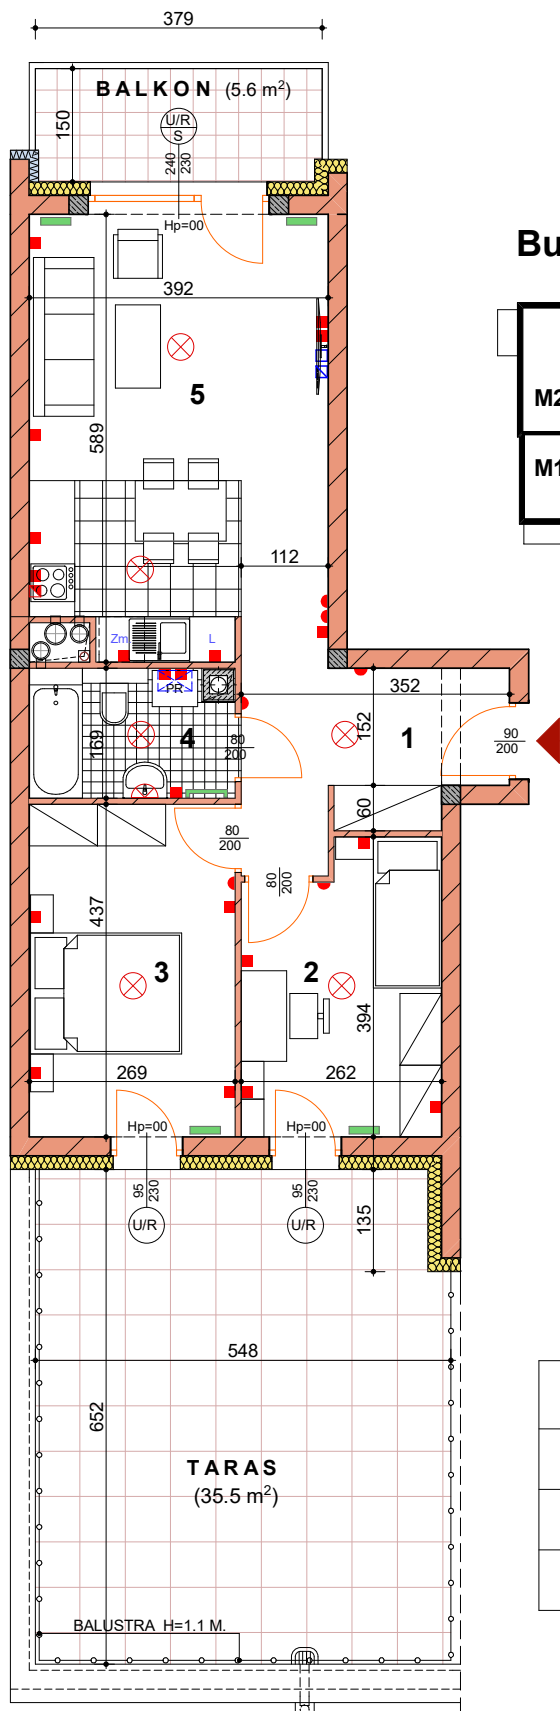 379
BALKON (5.6 m²)
150
U/R
S
240
230
Hp=00
Bu
392
5
M2
589
M1
112
Zm
L
352
PR
169
4
80
200
152
1
90
200
60
80
200
80
200
437
3
2
394
269
262
Hp=00
Hp=00
95
230
95
230
U/R
U/R
135
548
652
TARAS
(35.5 m²)
BALUSTRA H=1.1 M.